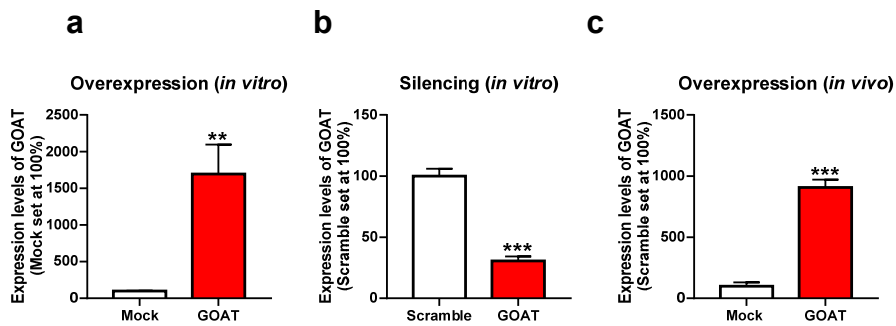 a
Overexpression (in vitro)
Expression levels of GOAT
(Mock set at 100%)
2500
2000
1500
1000
500
0
**
Mock GOAT
b
Silencing (in vitro)
Expression levels of GOAT
(Scramble set at 100%)
150
100
50
0
***
Scramble GOAT
c
Overexpression (in vivo)
Expression levels of GOAT
(Scramble set at 100%)
1500
1000
500
0
***
Mock GOAT